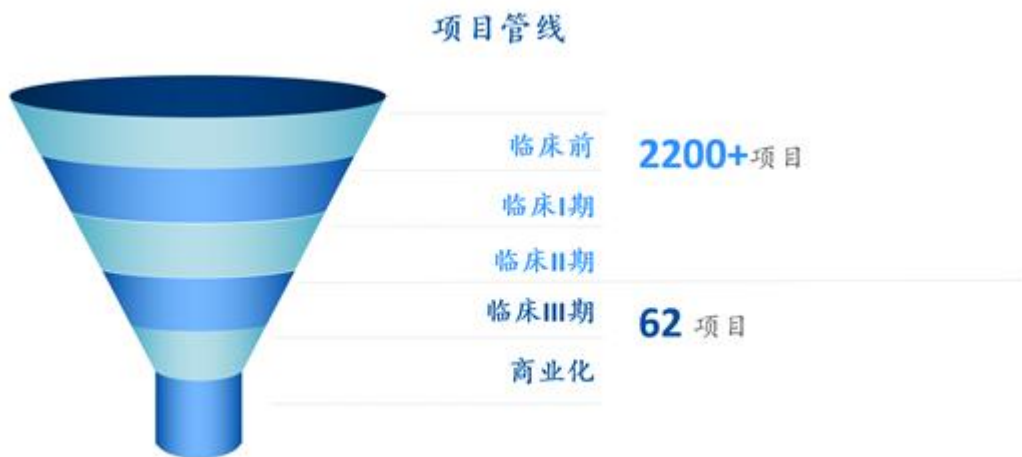 项目管线
临床前
2200+项目
临床I期
临床II期
临床III期
62 项目
商业化